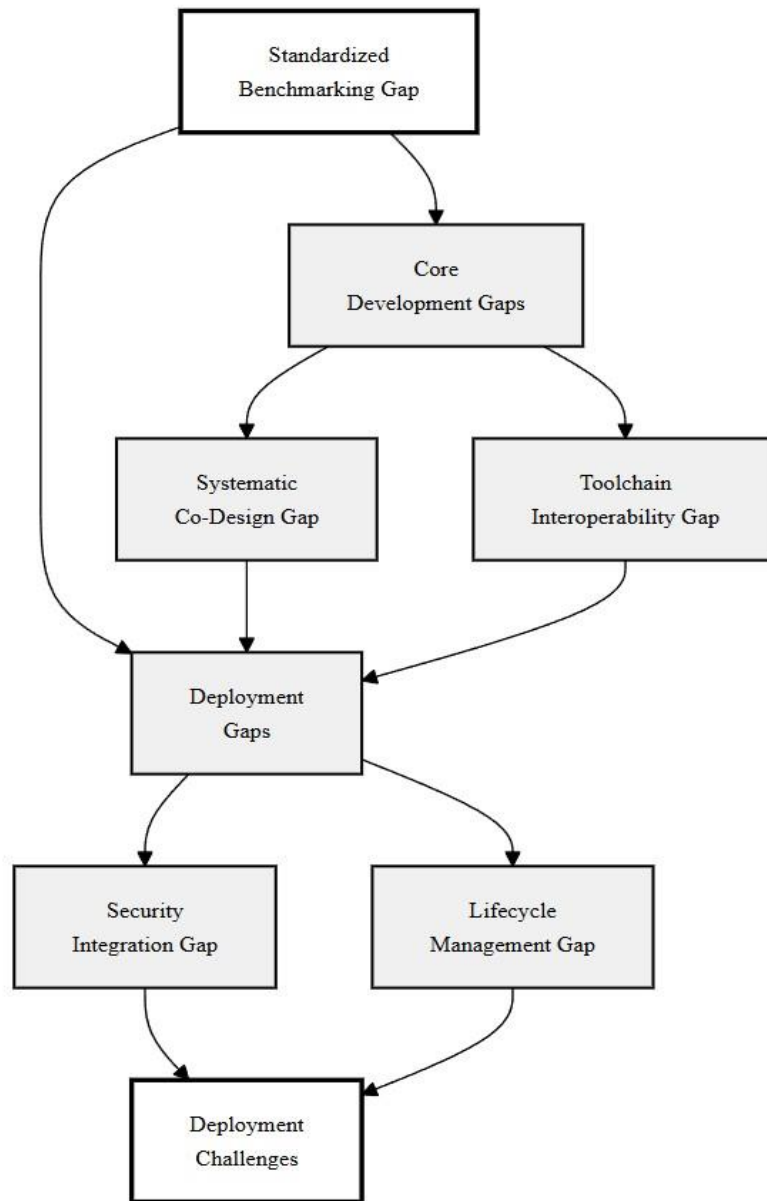 Standardized
Benchmarking Gap
Core
Development Gaps
Systematic
Co-Design Gap
Toolchain
Interoperability Gap
Deployment
Gaps
Security
Integration Gap
Lifecycle
Management Gap
Deployment
Challenges